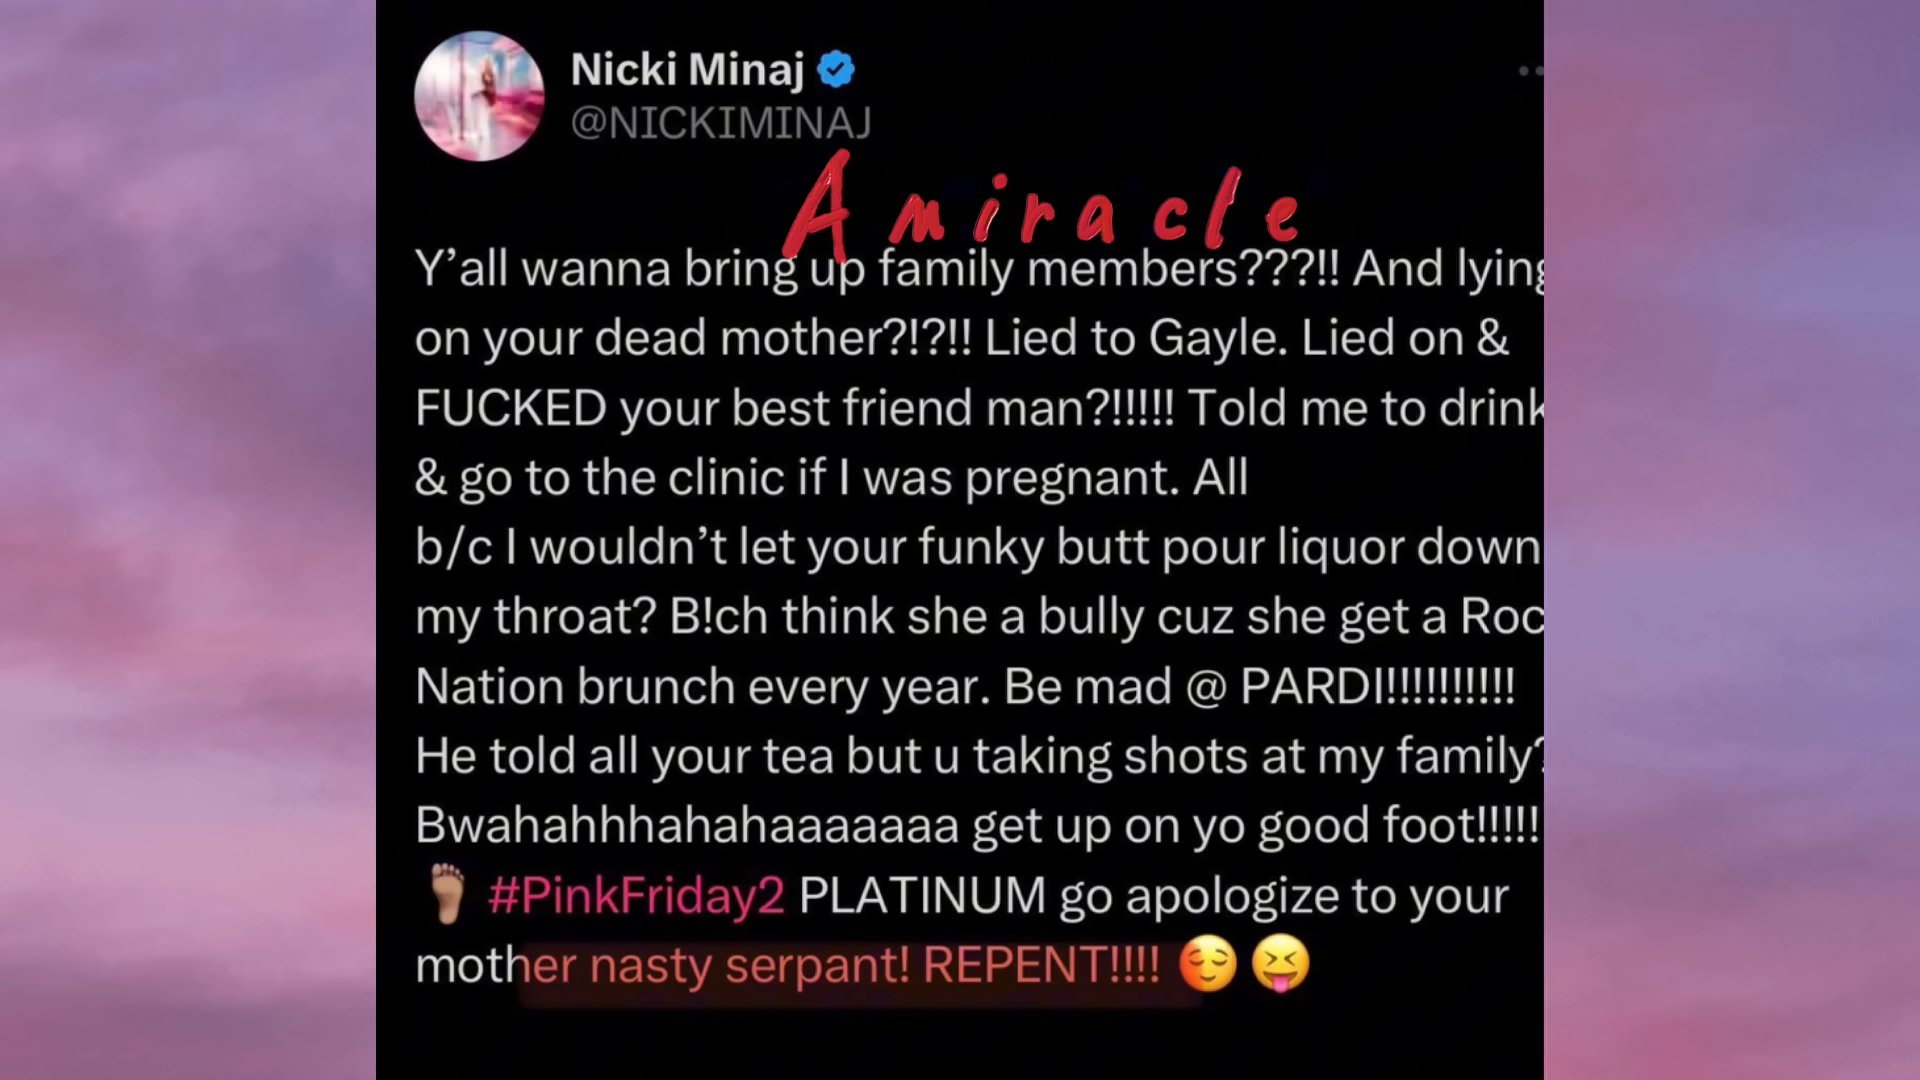 Nicki Minaj
@NICKIMINAJ
A miracle
Y’all wanna bring up family members???!! And lying
on your dead mother?!?!! Lied to Gayle. Lied on &
FUCKED your best friend man?!!!!! Told me to drink
& go to the clinic if I was pregnant. All
b/c I wouldn’t let your funky butt pour liquor down
my throat? B!ch think she a bully cuz she get a Roc
Nation brunch every year. Be mad @ PARDI!!!!!!!!!!!
He told all your tea but u taking shots at my family?
Bwahahhhahahaaaaaaa get up on yo good foot!!!!!
🦶🏽 #PinkFriday2 PLATINUM go apologize to your
mother nasty serpant! REPENT!!!! 😌😝